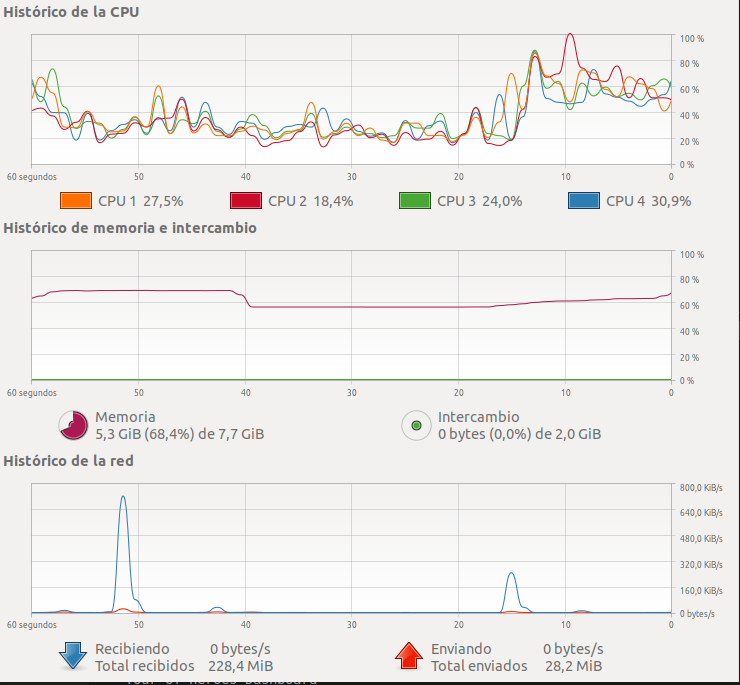 Histórico de la CPU
100 %
80 %
60 %
40 %
20 %
0 %
60 segundos 50 40 30 20 10 0
CPU 1 27,5% CPU 2 18,4% CPU 3 24,0% CPU 4 30,9%
Histórico de memoria e intercambio
100 %
80 %
60 %
40 %
20 %
0 %
60 segundos 50 40 30 20 10 0
Memoria
5,3 GiB (68,4%) de 7,7 GiB
Intercambio
0 bytes (0,0%) de 2,0 GiB
Histórico de la red
800,0 KiB/s
640,0 KiB/s
480,0 KiB/s
320,0 KiB/s
160,0 KiB/s
0 bytes/s
60 segundos 50 40 30 20 10 0
Recibiendo 0 bytes/s
Total recibidos 228,4 MiB
Enviando 0 bytes/s
Total enviados 28,2 MiB